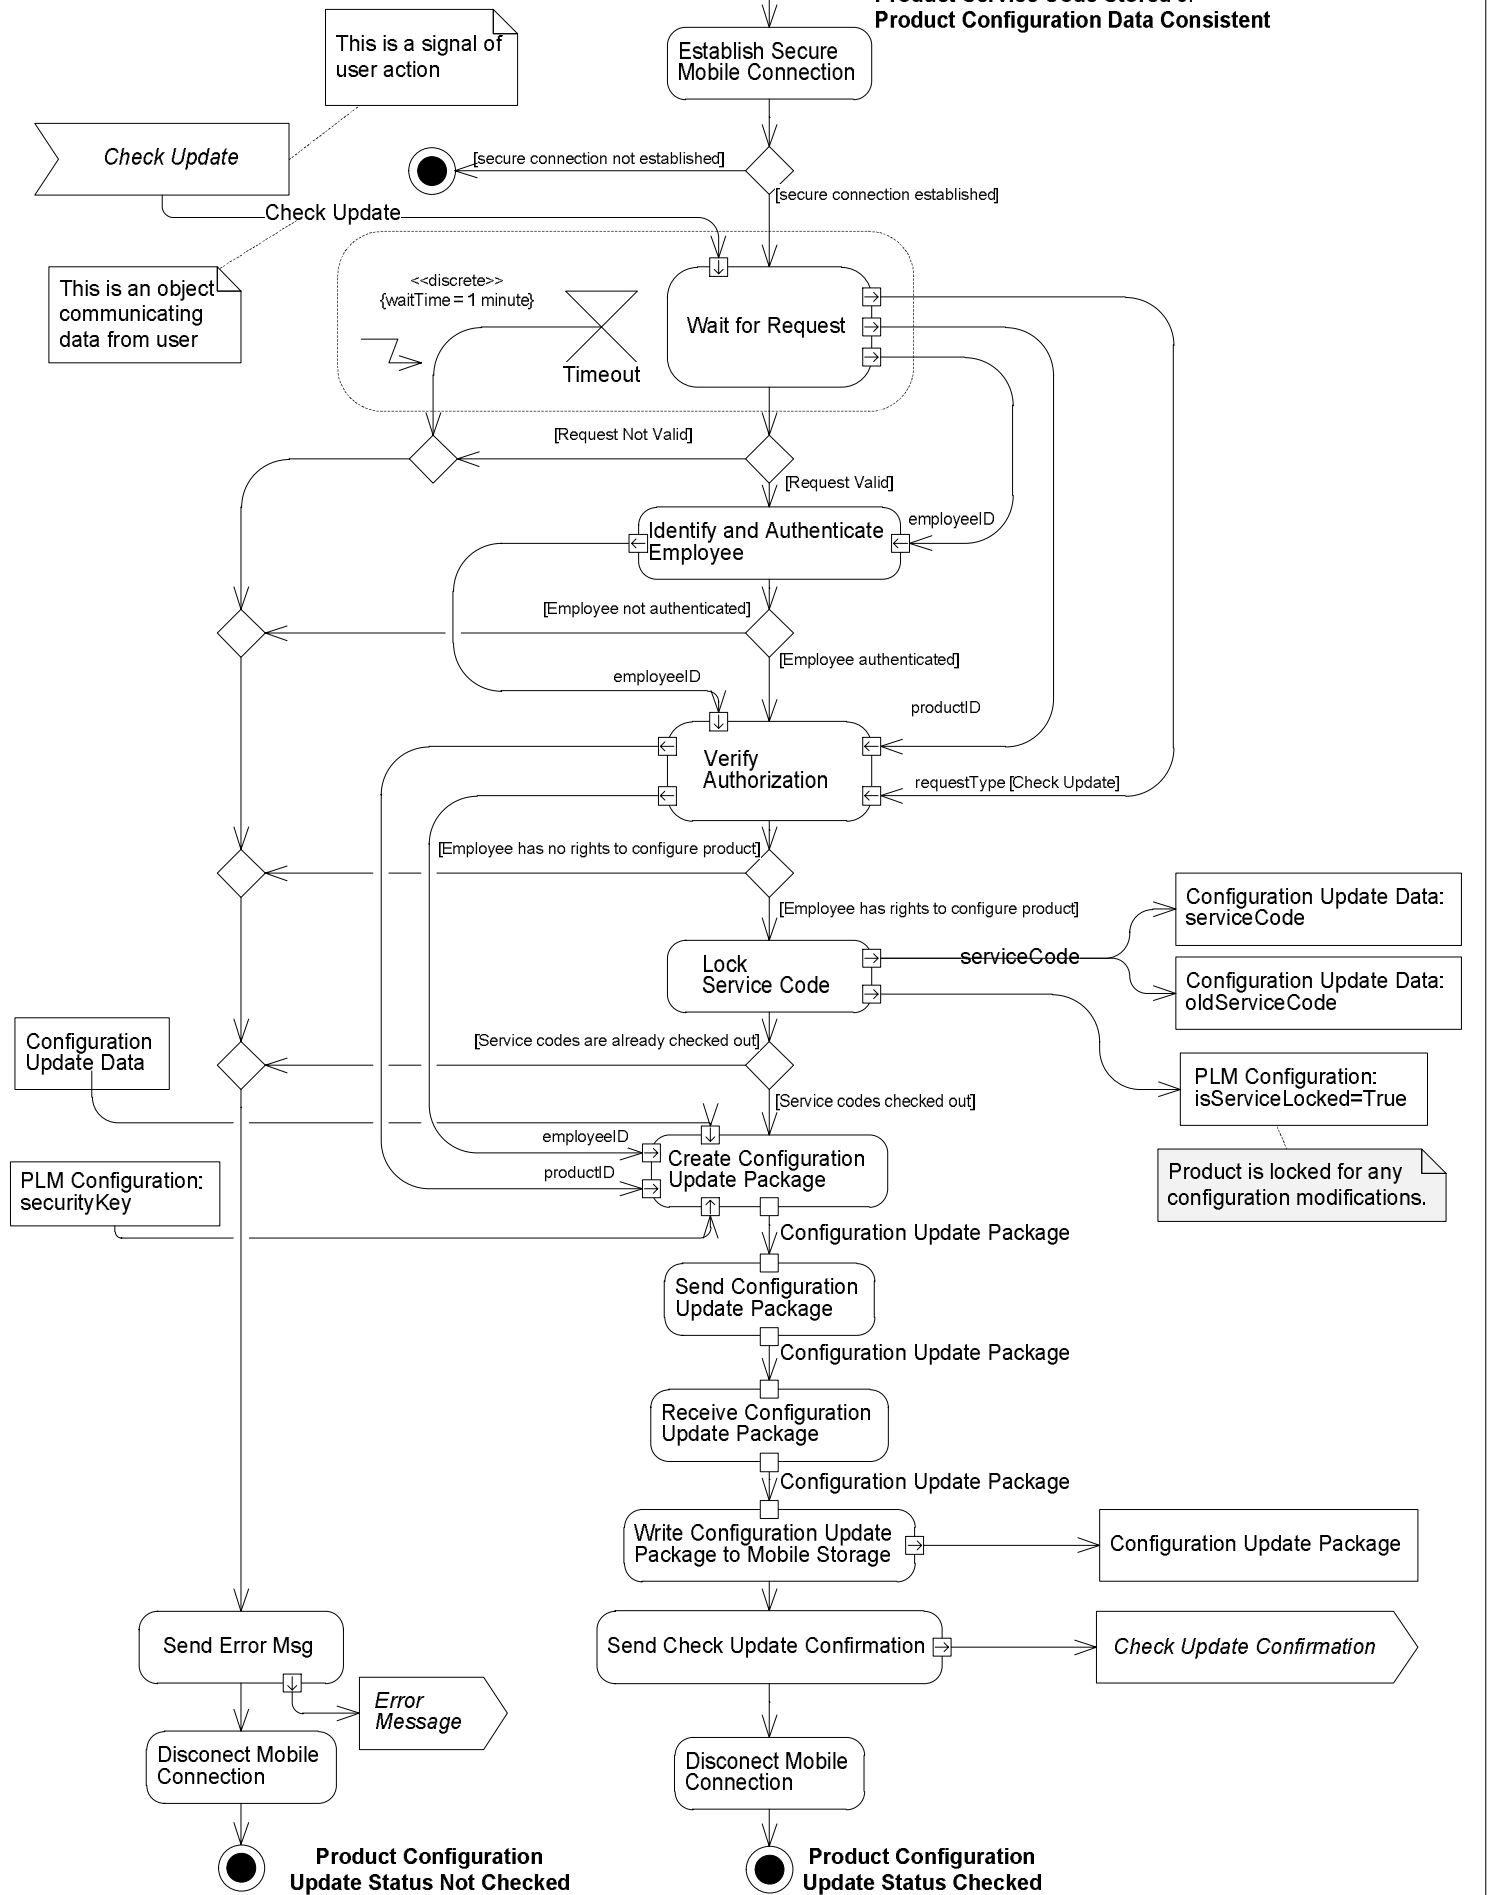 Product Configuration Data Consistent
This is a signal of
user action
Establish Secure
Mobile Connection
Check Update
[secure connection not established]
[secure connection established]
Check Update
This is an object
communicating
data from user
<<discrete>>
{waitTime = 1 minute}
Timeout
Wait for Request
[Request Not Valid]
[Request Valid]
employeeID
Identify and Authenticate
Employee
[Employee not authenticated]
[Employee authenticated]
employeeID
productID
Verify
Authorization
requestType [Check Update]
[Employee has no rights to configure product]
[Employee has rights to configure product]
Configuration Update Data:
serviceCode
Lock
Service Code
serviceCode
Configuration Update Data:
oldServiceCode
Configuration
Update Data
[Service codes are already checked out]
PLM Configuration:
isServiceLocked=True
[Service codes checked out]
employeeID
productID
Create Configuration
Update Package
Product is locked for any
configuration modifications.
PLM Configuration:
securityKey
Configuration Update Package
Send Configuration
Update Package
Configuration Update Package
Receive Configuration
Update Package
Configuration Update Package
Write Configuration Update
Package to Mobile Storage
Configuration Update Package
Send Error Msg
Send Check Update Confirmation
Check Update Confirmation
Error
Message
Disconect Mobile
Connection
Disconect Mobile
Connection
Product Configuration
Update Status Not Checked
Product Configuration
Update Status Checked